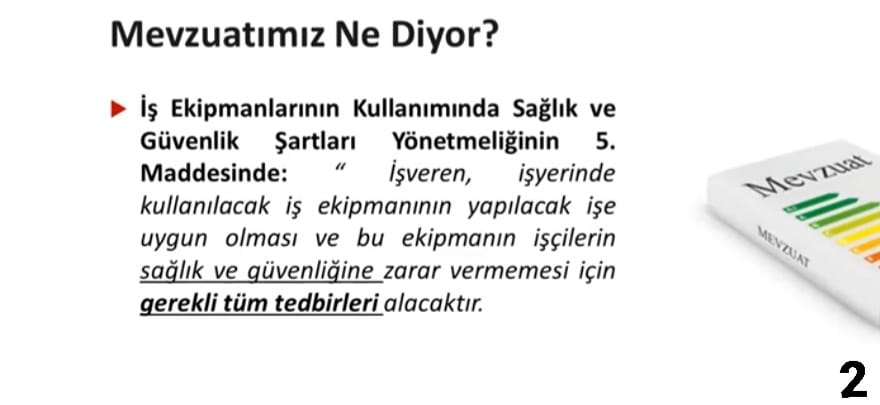 Mevzuatımız Ne Diyor?
İş Ekipmanlarının Kullanımında Sağlık ve
Güvenlik Şartları Yönetmeliğinin 5.
Maddesinde: “ İşveren, işyerinde
kullanılacak iş ekipmanının yapılacak işe
uygun olması ve bu ekipmanın işçilerin
sağlık ve güvenliğine zarar vermemesi için
gerekli tüm tedbirleri alacaktır.
Mevzuat
MEVZUAT
2